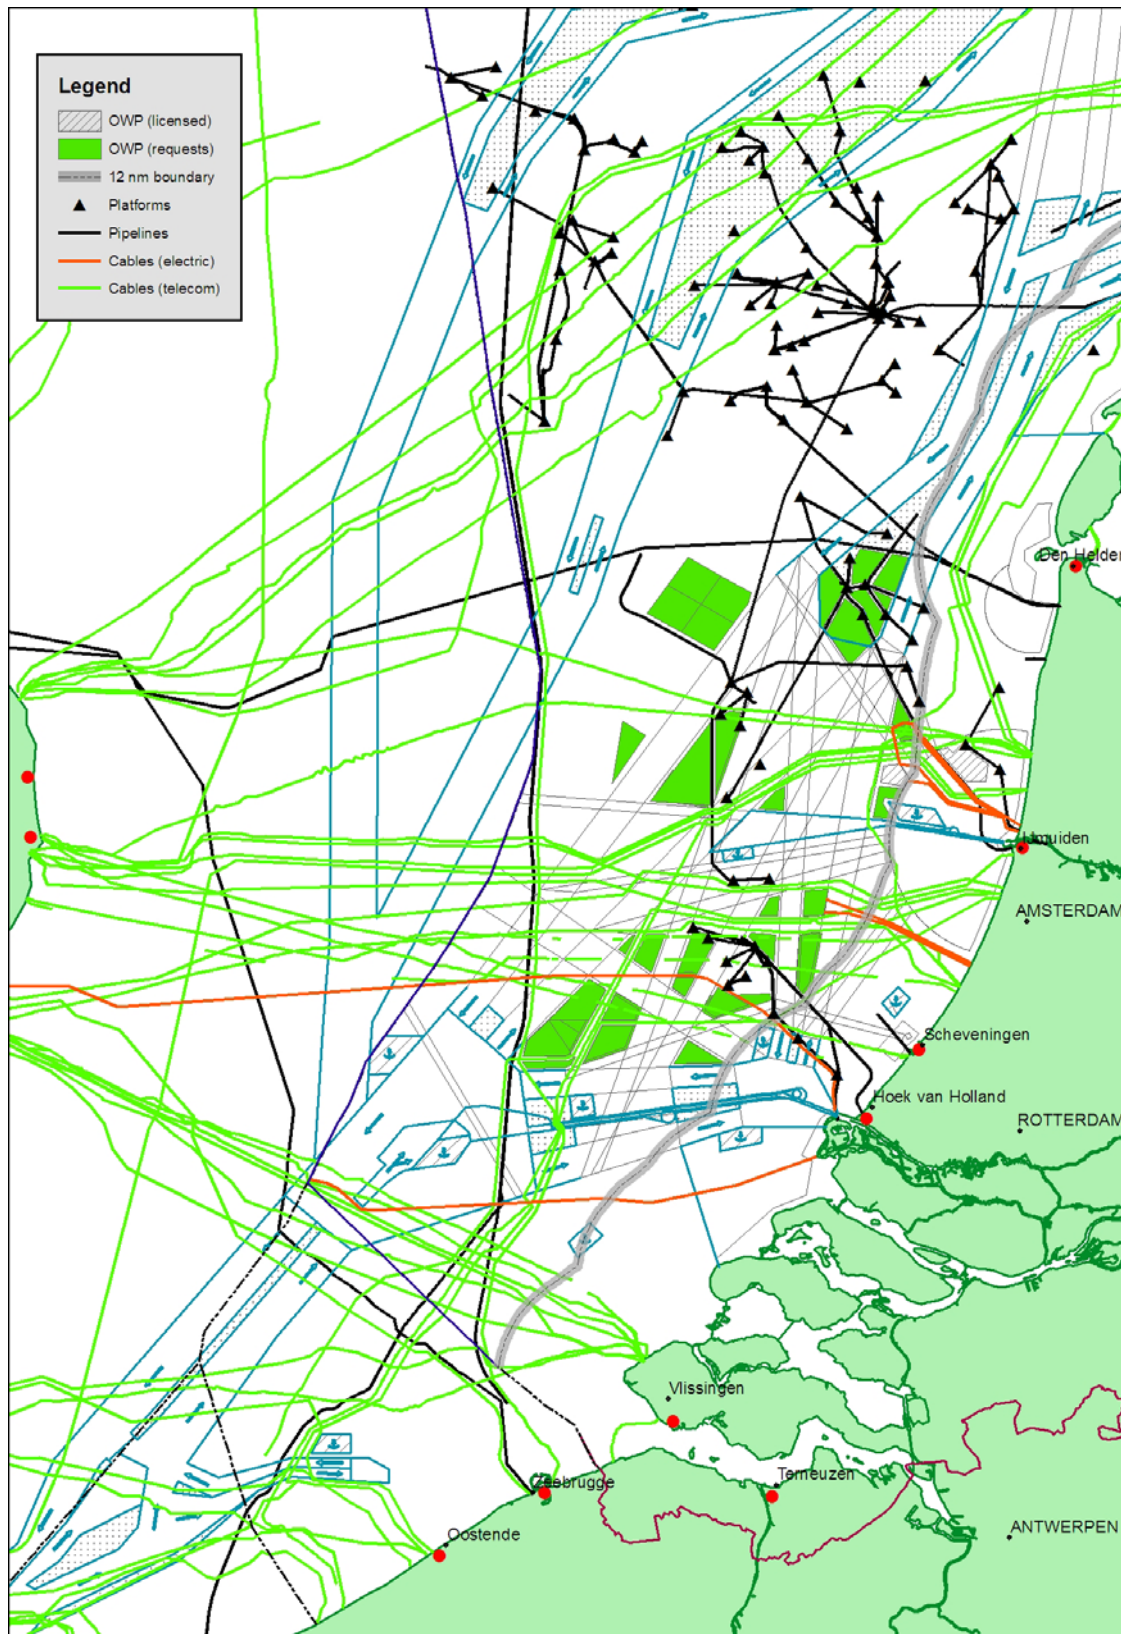 Legend
OWP (licensed)
OWP (requests)
12 nm boundary
Platforms
Pipelines
Cables (electric)
Cables (telecom)
Den Helder
IJmuiden
AMSTERDAM
Scheveningen
Hoek van Holland
ROTTERDAM
Vlissingen
Terneuzen
Zeebrugge
Oostende
ANTWERPEN